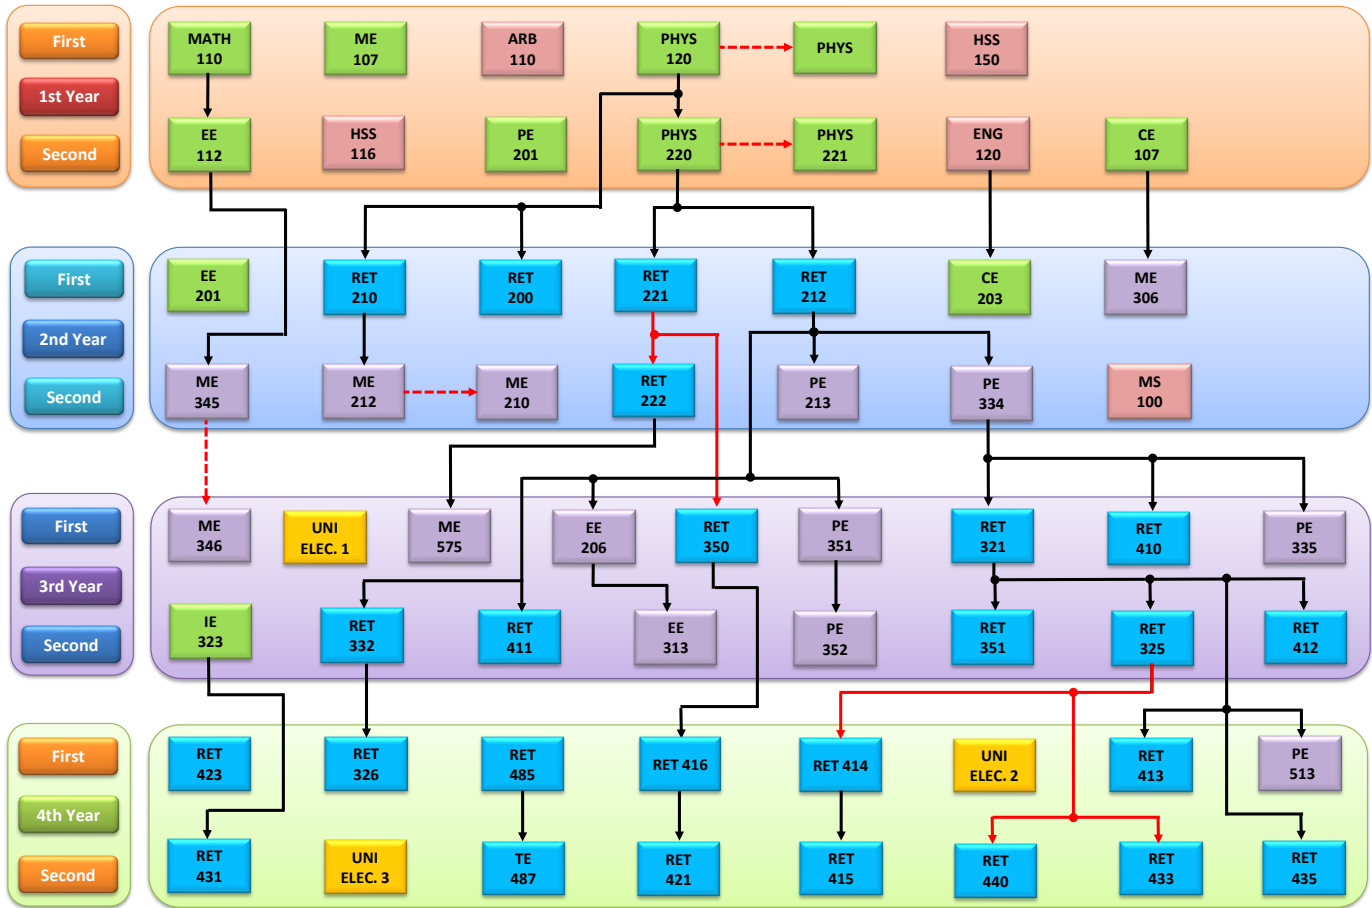 First
1st Year
Second
MATH
110
ME
107
ARB
110
PHYS
120
PHYS
HSS
150
EE
112
HSS
116
PE
201
PHYS
220
PHYS
221
ENG
120
CE
107
First
2nd Year
Second
EE
201
RET
210
RET
200
RET
221
RET
212
CE
203
ME
306
ME
345
ME
212
ME
210
RET
222
PE
213
PE
334
MS
100
First
3rd Year
Second
ME
346
UNI
ELEC. 1
ME
575
EE
206
RET
350
PE
351
RET
321
RET
410
PE
335
IE
323
RET
332
RET
411
EE
313
PE
352
RET
351
RET
325
RET
412
First
4th Year
Second
RET
423
RET
326
RET
485
RET 416
RET 414
UNI
ELEC. 2
RET
413
PE
513
RET
431
UNI
ELEC. 3
TE
487
RET
421
RET
415
RET
440
RET
433
RET
435